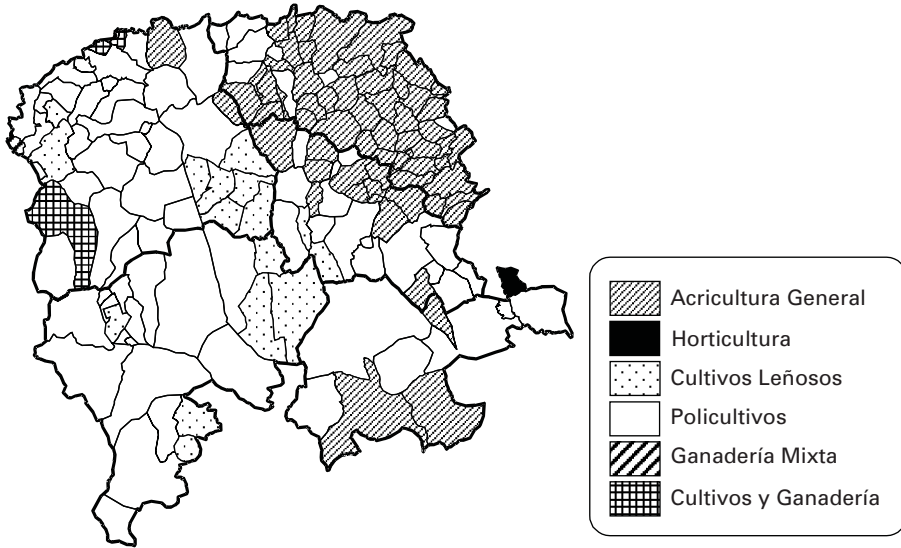 Acricultura General
Horticultura
Cultivos Leñosos
Policultivos
Ganadería Mixta
Cultivos y Ganadería